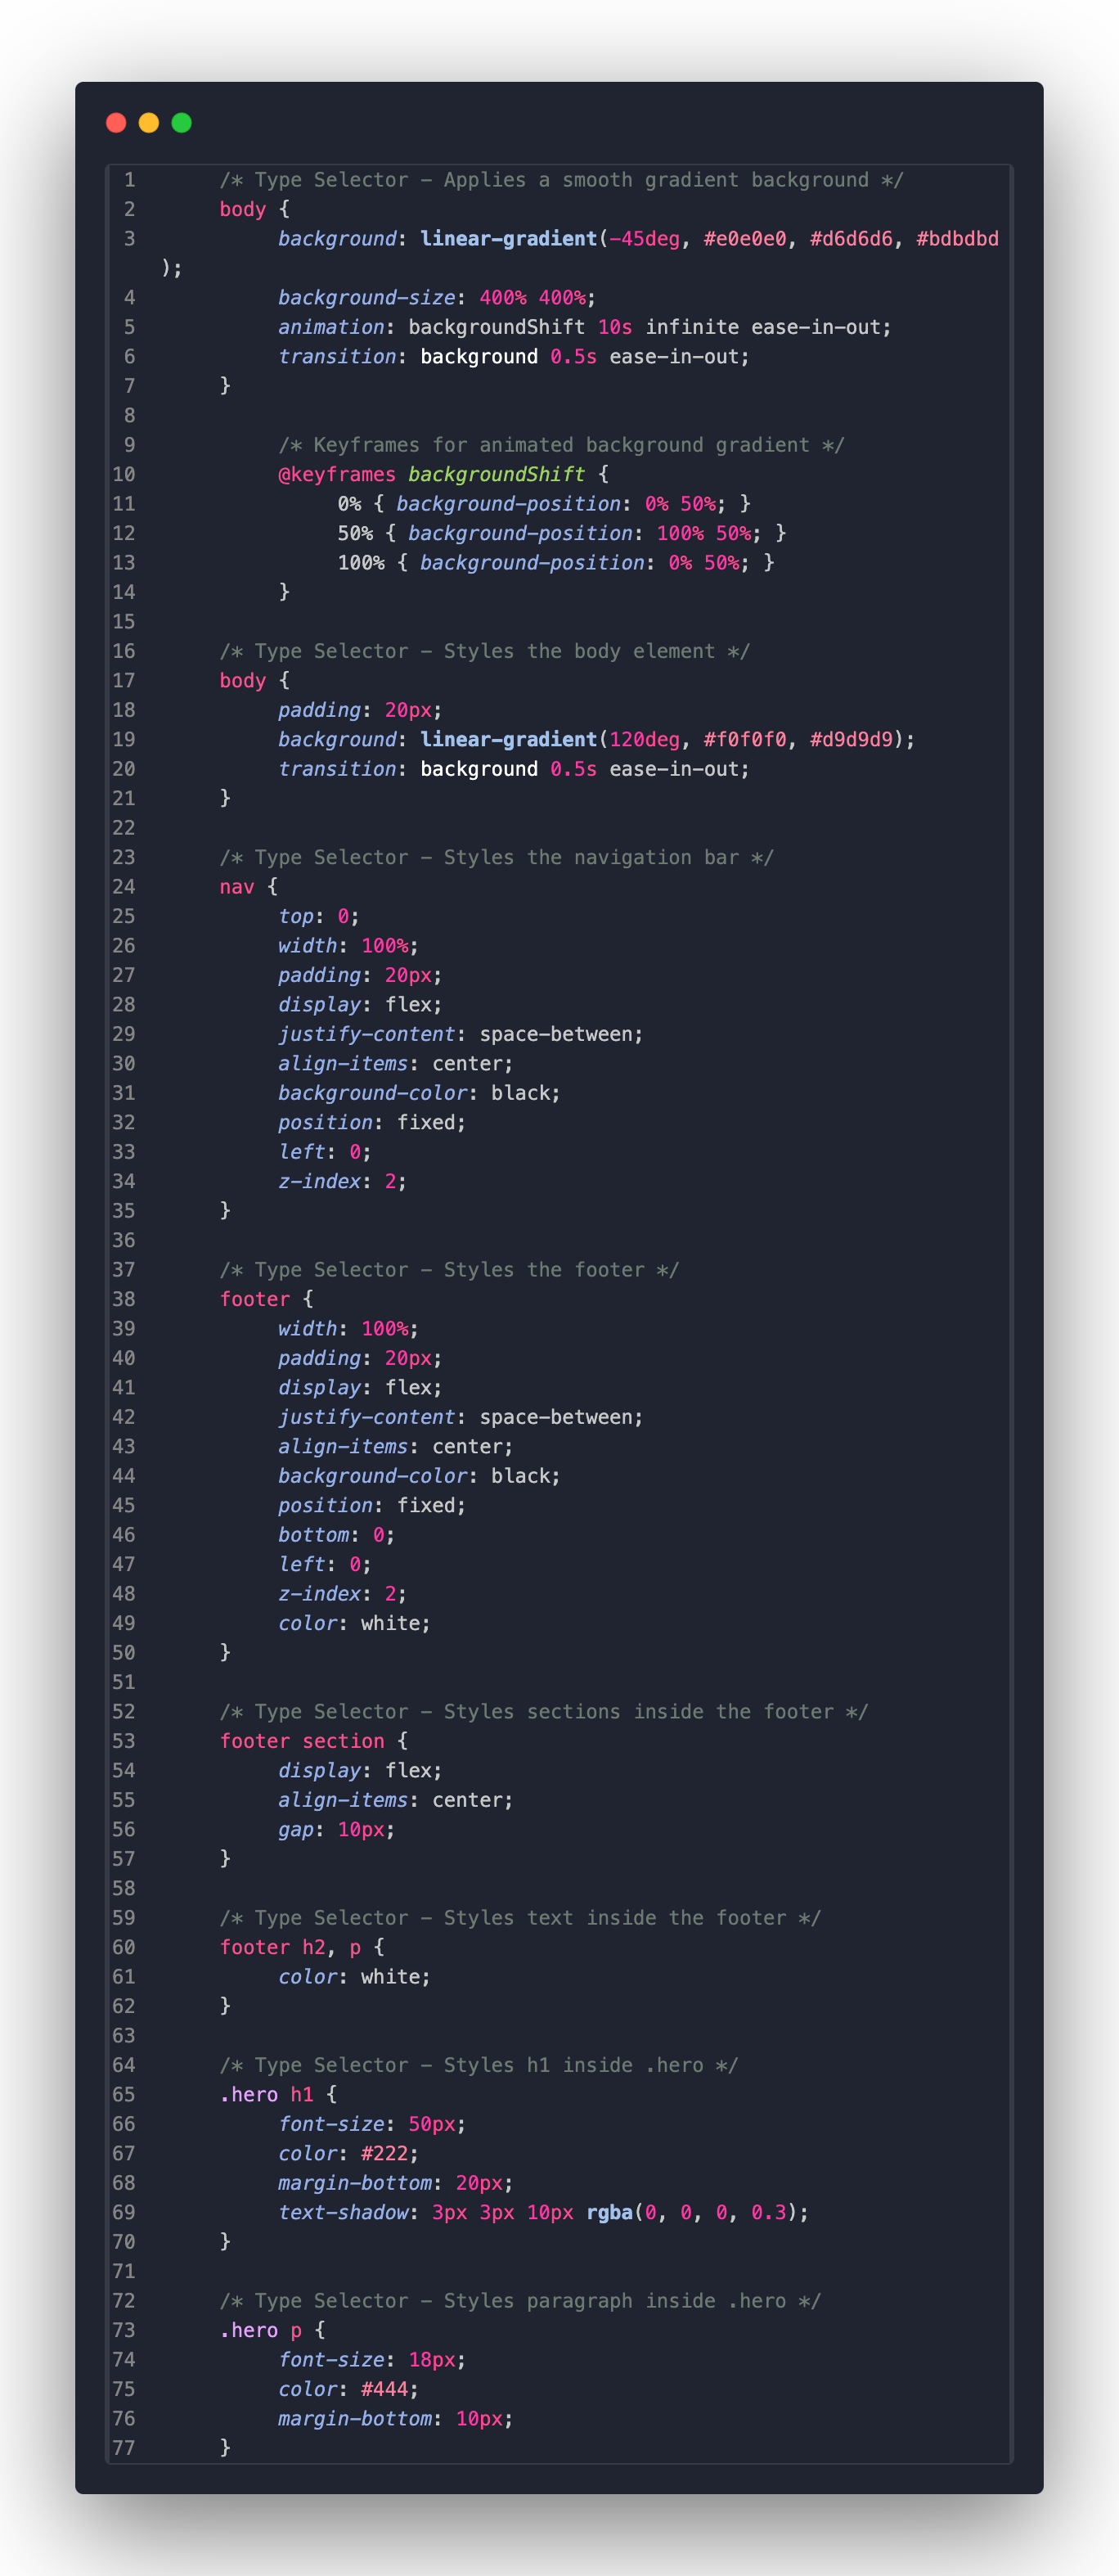 1 /* Type Selector - Applies a smooth gradient background */
2 body {
3 background: linear-gradient(-45deg, #e0e0e0, #d6d6d6, #bdbdbd
);
4 background-size: 400% 400%;
5 animation: backgroundShift 10s infinite ease-in-out;
6 transition: background 0.5s ease-in-out;
7 }
8
9 /* Keyframes for animated background gradient */
10 @keyframes backgroundShift {
11 0% { background-position: 0% 50%; }
12 50% { background-position: 100% 50%; }
13 100% { background-position: 0% 50%; }
14 }
15
16 /* Type Selector - Styles the body element */
17 body {
18 padding: 20px;
19 background: linear-gradient(120deg, #f0f0f0, #d9d9d9);
20 transition: background 0.5s ease-in-out;
21 }
22
23 /* Type Selector - Styles the navigation bar */
24 nav {
25 top: 0;
26 width: 100%;
27 padding: 20px;
28 display: flex;
29 justify-content: space-between;
30 align-items: center;
31 background-color: black;
32 position: fixed;
33 left: 0;
34 z-index: 2;
35 }
36
37 /* Type Selector - Styles the footer */
38 footer {
39 width: 100%;
40 padding: 20px;
41 display: flex;
42 justify-content: space-between;
43 align-items: center;
44 background-color: black;
45 position: fixed;
46 bottom: 0;
47 left: 0;
48 z-index: 2;
49 color: white;
50 }
51
52 /* Type Selector - Styles sections inside the footer */
53 footer section {
54 display: flex;
55 align-items: center;
56 gap: 10px;
57 }
58
59 /* Type Selector - Styles text inside the footer */
60 footer h2, p {
61 color: white;
62 }
63
64 /* Type Selector - Styles h1 inside .hero */
65 .hero h1 {
66 font-size: 50px;
67 color: #222;
68 margin-bottom: 20px;
69 text-shadow: 3px 3px 10px rgba(0, 0, 0, 0.3);
70 }
71
72 /* Type Selector - Styles paragraph inside .hero */
73 .hero p {
74 font-size: 18px;
75 color: #444;
76 margin-bottom: 10px;
77 }